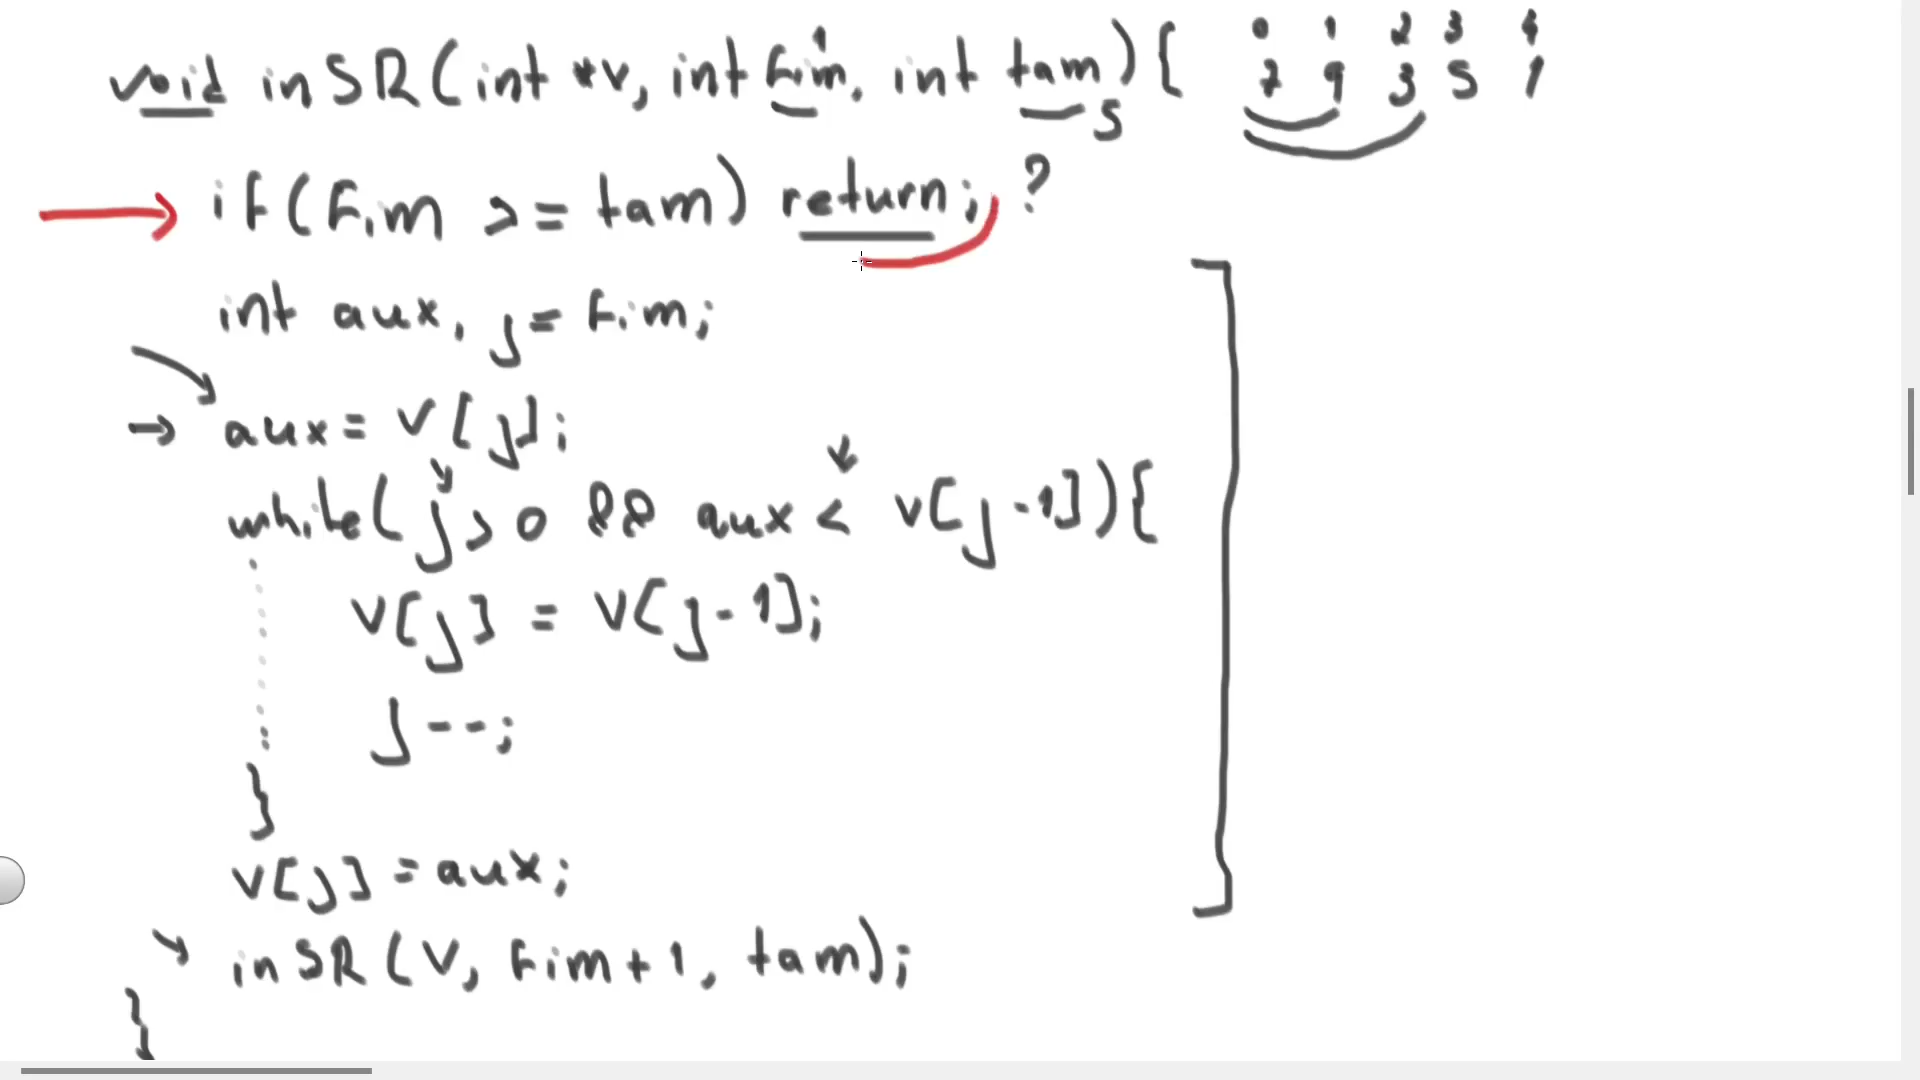 void inSR(int *v, int fim, int tam){
1
5
0 1 2 3 4
7 9 3 5 1
if(fim >= tam) return; ?
int aux, j = fim;
aux = v[j];
while(j > 0 && aux < v[j-1]){
v[j] = v[j-1];
j--;
}
v[j] = aux;
inSR(v, fim+1, tam);
}